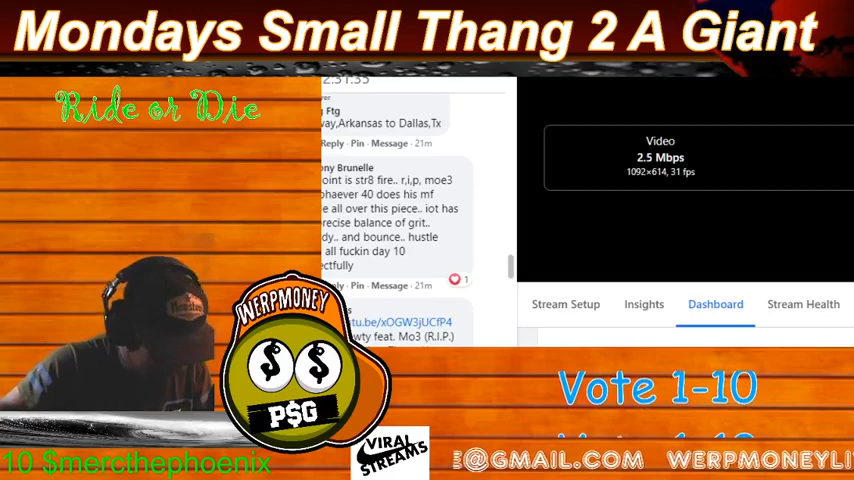 Mondays Small Thang 2 A Giant
Ride or Die
2:31:35
Ftg
way,Arkansas to Dallas,Tx
Reply · Pin · Message · 21m
ony Brunelle
oint is str8 fire.. r,i,p, moe3
phaever 40 does his mf
e all over this piece.. iot has
precise balance of grit..
dy.. and bounce.. hustle
all fuckin day 10
ectfully
1
ply · Pin · Message · 21m
tu.be/xOGW3jUCfP4
wty feat. Mo3 (R.I.P.)
Video
2.5 Mbps
1092×614, 31 fps
Stream Setup
Insights
Dashboard
Stream Health
Houston
WERPMONEY
$ $
P$G
Vote 1-10
VIRAL
STREAMS
10 $mercthephoenix
@GMAIL.COM WERPMONEYLI